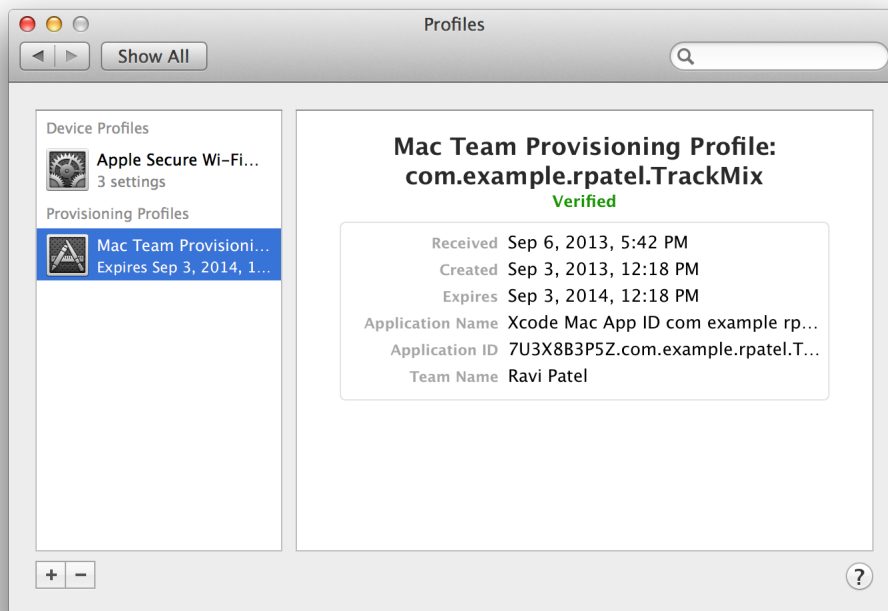 Profiles
Show All
Device Profiles
Apple Secure Wi-Fi...
3 settings
Provisioning Profiles
Mac Team Provisioni...
Expires Sep 3, 2014, 1...
Mac Team Provisioning Profile:
com.example.rpatel.TrackMix
Verified
Received Sep 6, 2013, 5:42 PM
Created Sep 3, 2013, 12:18 PM
Expires Sep 3, 2014, 12:18 PM
Application Name Xcode Mac App ID com example rp...
Application ID 7U3X8B3P5Z.com.example.rpatel.T...
Team Name Ravi Patel
+ −
?